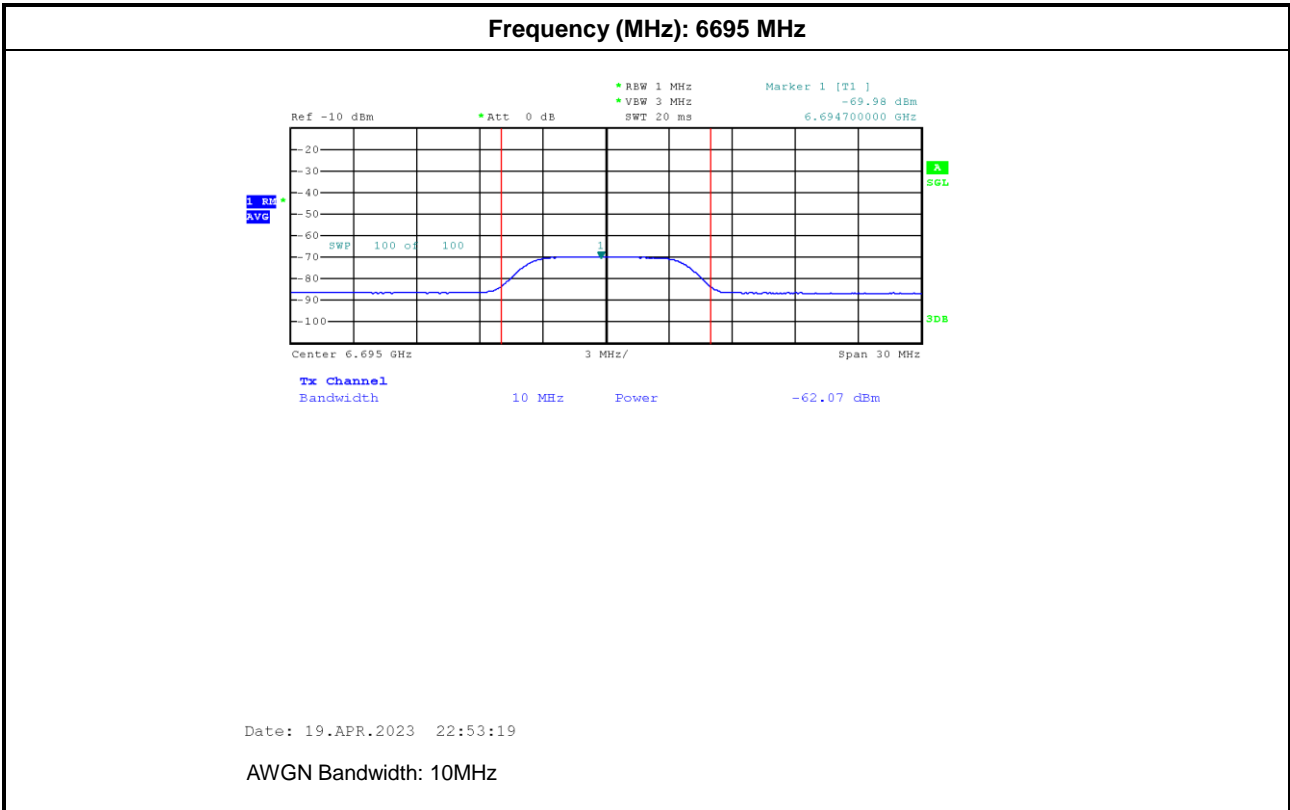 Frequency (MHz): 6695 MHz
* RBW 1 MHz Marker 1 [T1 ]
* VBW 3 MHz -69.98 dBm
Ref -10 dBm * Att 0 dB SWT 20 ms 6.694700000 GHz
-20
-30
A
SGL
-40
1 RM *
AVG
-50
-60
SWP 100 of 100 1
-70
-80
-90
-100
3DB
Center 6.695 GHz 3 MHz/ Span 30 MHz
Tx Channel
Bandwidth 10 MHz Power -62.07 dBm
Date: 19.APR.2023 22:53:19
AWGN Bandwidth: 10MHz